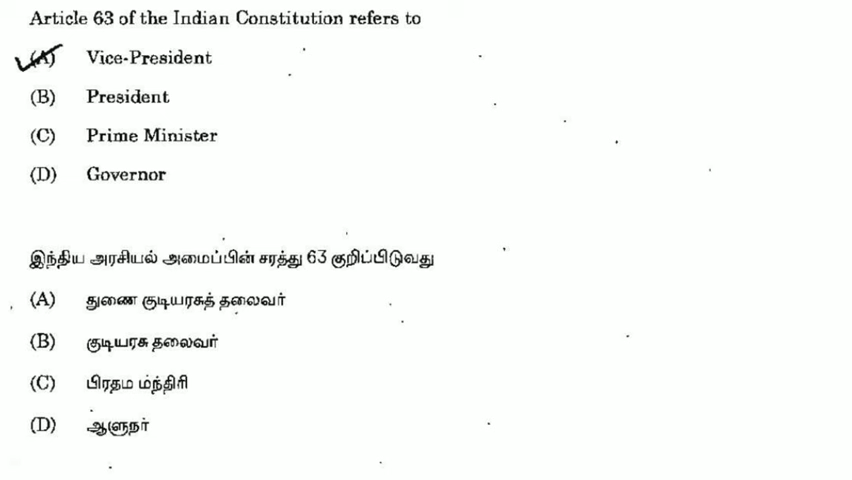 Article 63 of the Indian Constitution refers to
(A) Vice-President
(B) President
(C) Prime Minister
(D) Governor
இந்திய அரசியல் அமைப்பின் சரத்து 63 குறிப்பிடுவது
(A) துணை குடியரசுத் தலைவர்
(B) குடியரசு தலைவர்
(C) பிரதம மந்திரி
(D) ஆளுநர்